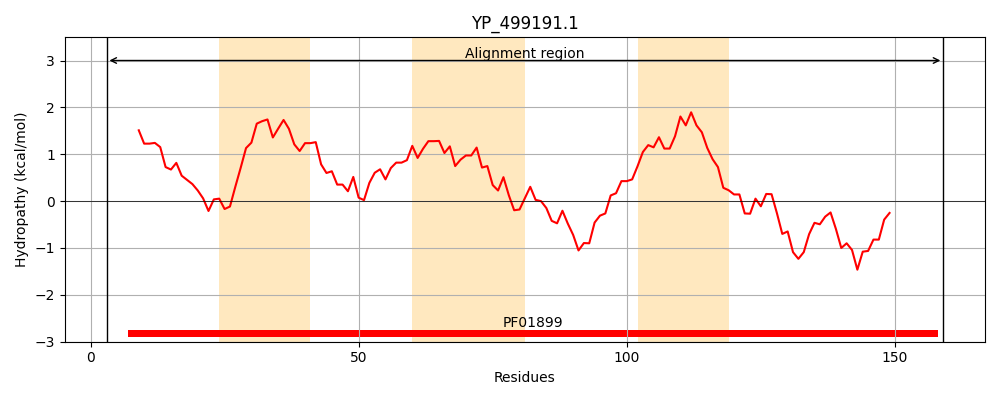 YP_499191.1
Alignment region
3
2
1
0
−1
−2
−3
Hydropathy (kcal/mol)
PF01899
0 50 100 150
Residues